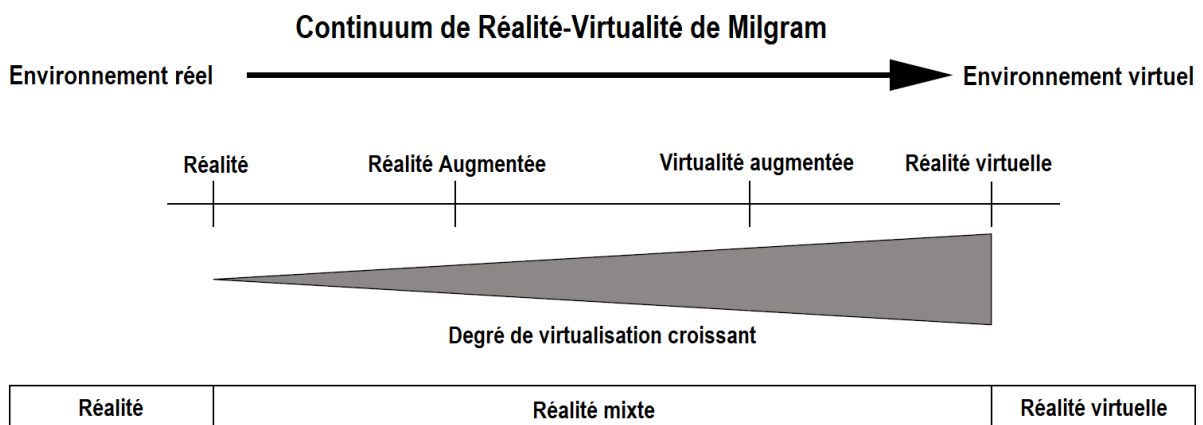 Continuum de Réalité-Virtualité de Milgram
Environnement réel
Environnement virtuel
Réalité
Réalité Augmentée
Virtualité augmentée
Réalité virtuelle
Degré de virtualisation croissant
Réalité
Réalité mixte
Réalité virtuelle